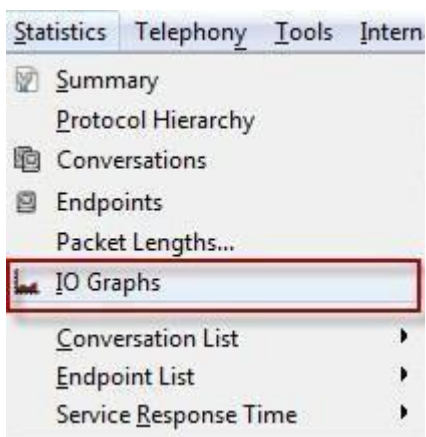 Statistics Telephony Tools Intern
Summary
Protocol Hierarchy
Conversations
Endpoints
Packet Lengths...
IO Graphs
Conversation List
Endpoint List
Service Response Time